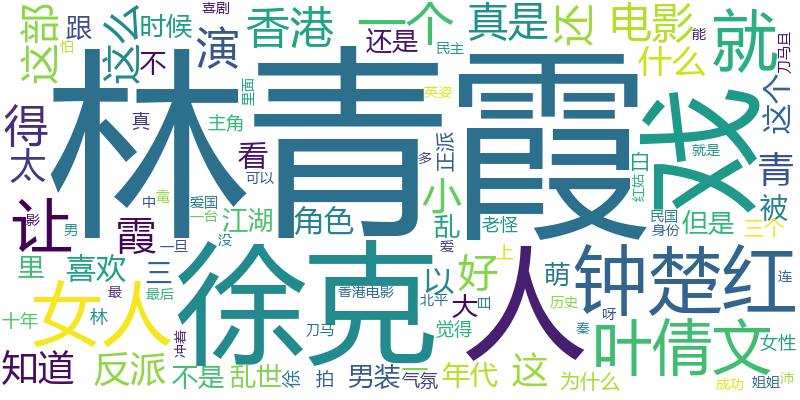 喜剧
这部
怕
跟
这么
时候
不
演
香港
还是
一个
真是
还
电影
什么
能
就
刀马旦
民主
里面
英姿
林青霞
戏
这个
得
太
真
主角
看
多
正派
小
乱
白
红姑
青
被
让
霞
中
電
爱国
可以
一台
江湖
角色
老怪
民国
身份
但是
就是
三个
影
男
一旦
没
爱
上
里
喜欢
三
徐克
以
好
人
萌
钟楚红
连
女人
最
最后
香港电影
北平
大
且
历史
呀
十年
林
冲着
刀马
觉得
秦
叶倩文
女性
知道
反派
不是
乱世
徐
拍
男装
一
气氛
年代
这
为什么
成功
姐姐
沛